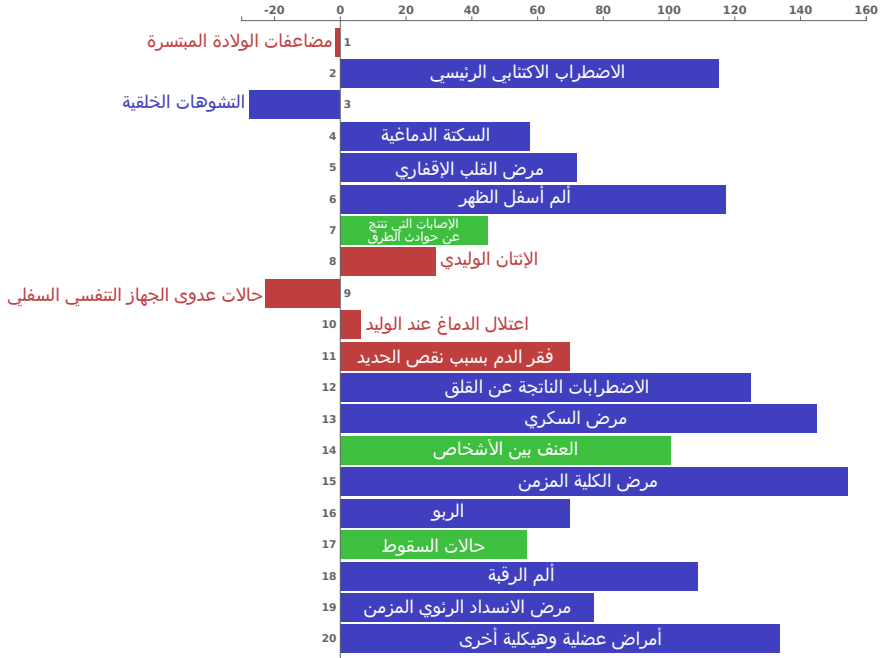 -20 0 20 40 60 80 100 120 140 160
1 مضاعفات الولادة المبتسرة
2 الاضطراب الاكتئابي الرئيسي
3 التشوهات الخلقية
4 السكتة الدماغية
5 مرض القلب الإقفاري
6 ألم أسفل الظهر
7 الإصابات التي تنتج
عن حوادث الطرق
8 الإئتان الوليدي
9 حالات عدوى الجهاز التنفسي السفلي
10 اعتلال الدماغ عند الوليد
11 فقر الدم بسبب نقص الحديد
12 الاضطرابات الناتجة عن القلق
13 مرض السكري
14 العنف بين الأشخاص
15 مرض الكلية المزمن
16 الربو
17 حالات السقوط
18 ألم الرقبة
19 مرض الانسداد الرئوي المزمن
20 أمراض عضلية وهيكلية أخرى